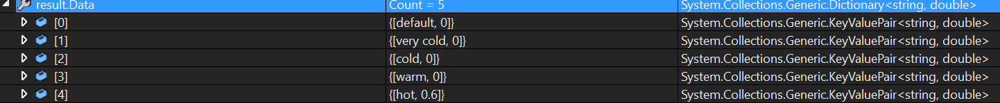 result.Data Count = 5 System.Collections.Generic.Dictionary<string, double>
[0] {[default, 0]} System.Collections.Generic.KeyValuePair<string, double>
[1] {[very cold, 0]} System.Collections.Generic.KeyValuePair<string, double>
[2] {[cold, 0]} System.Collections.Generic.KeyValuePair<string, double>
[3] {[warm, 0]} System.Collections.Generic.KeyValuePair<string, double>
[4] {[hot, 0.6]} System.Collections.Generic.KeyValuePair<string, double>